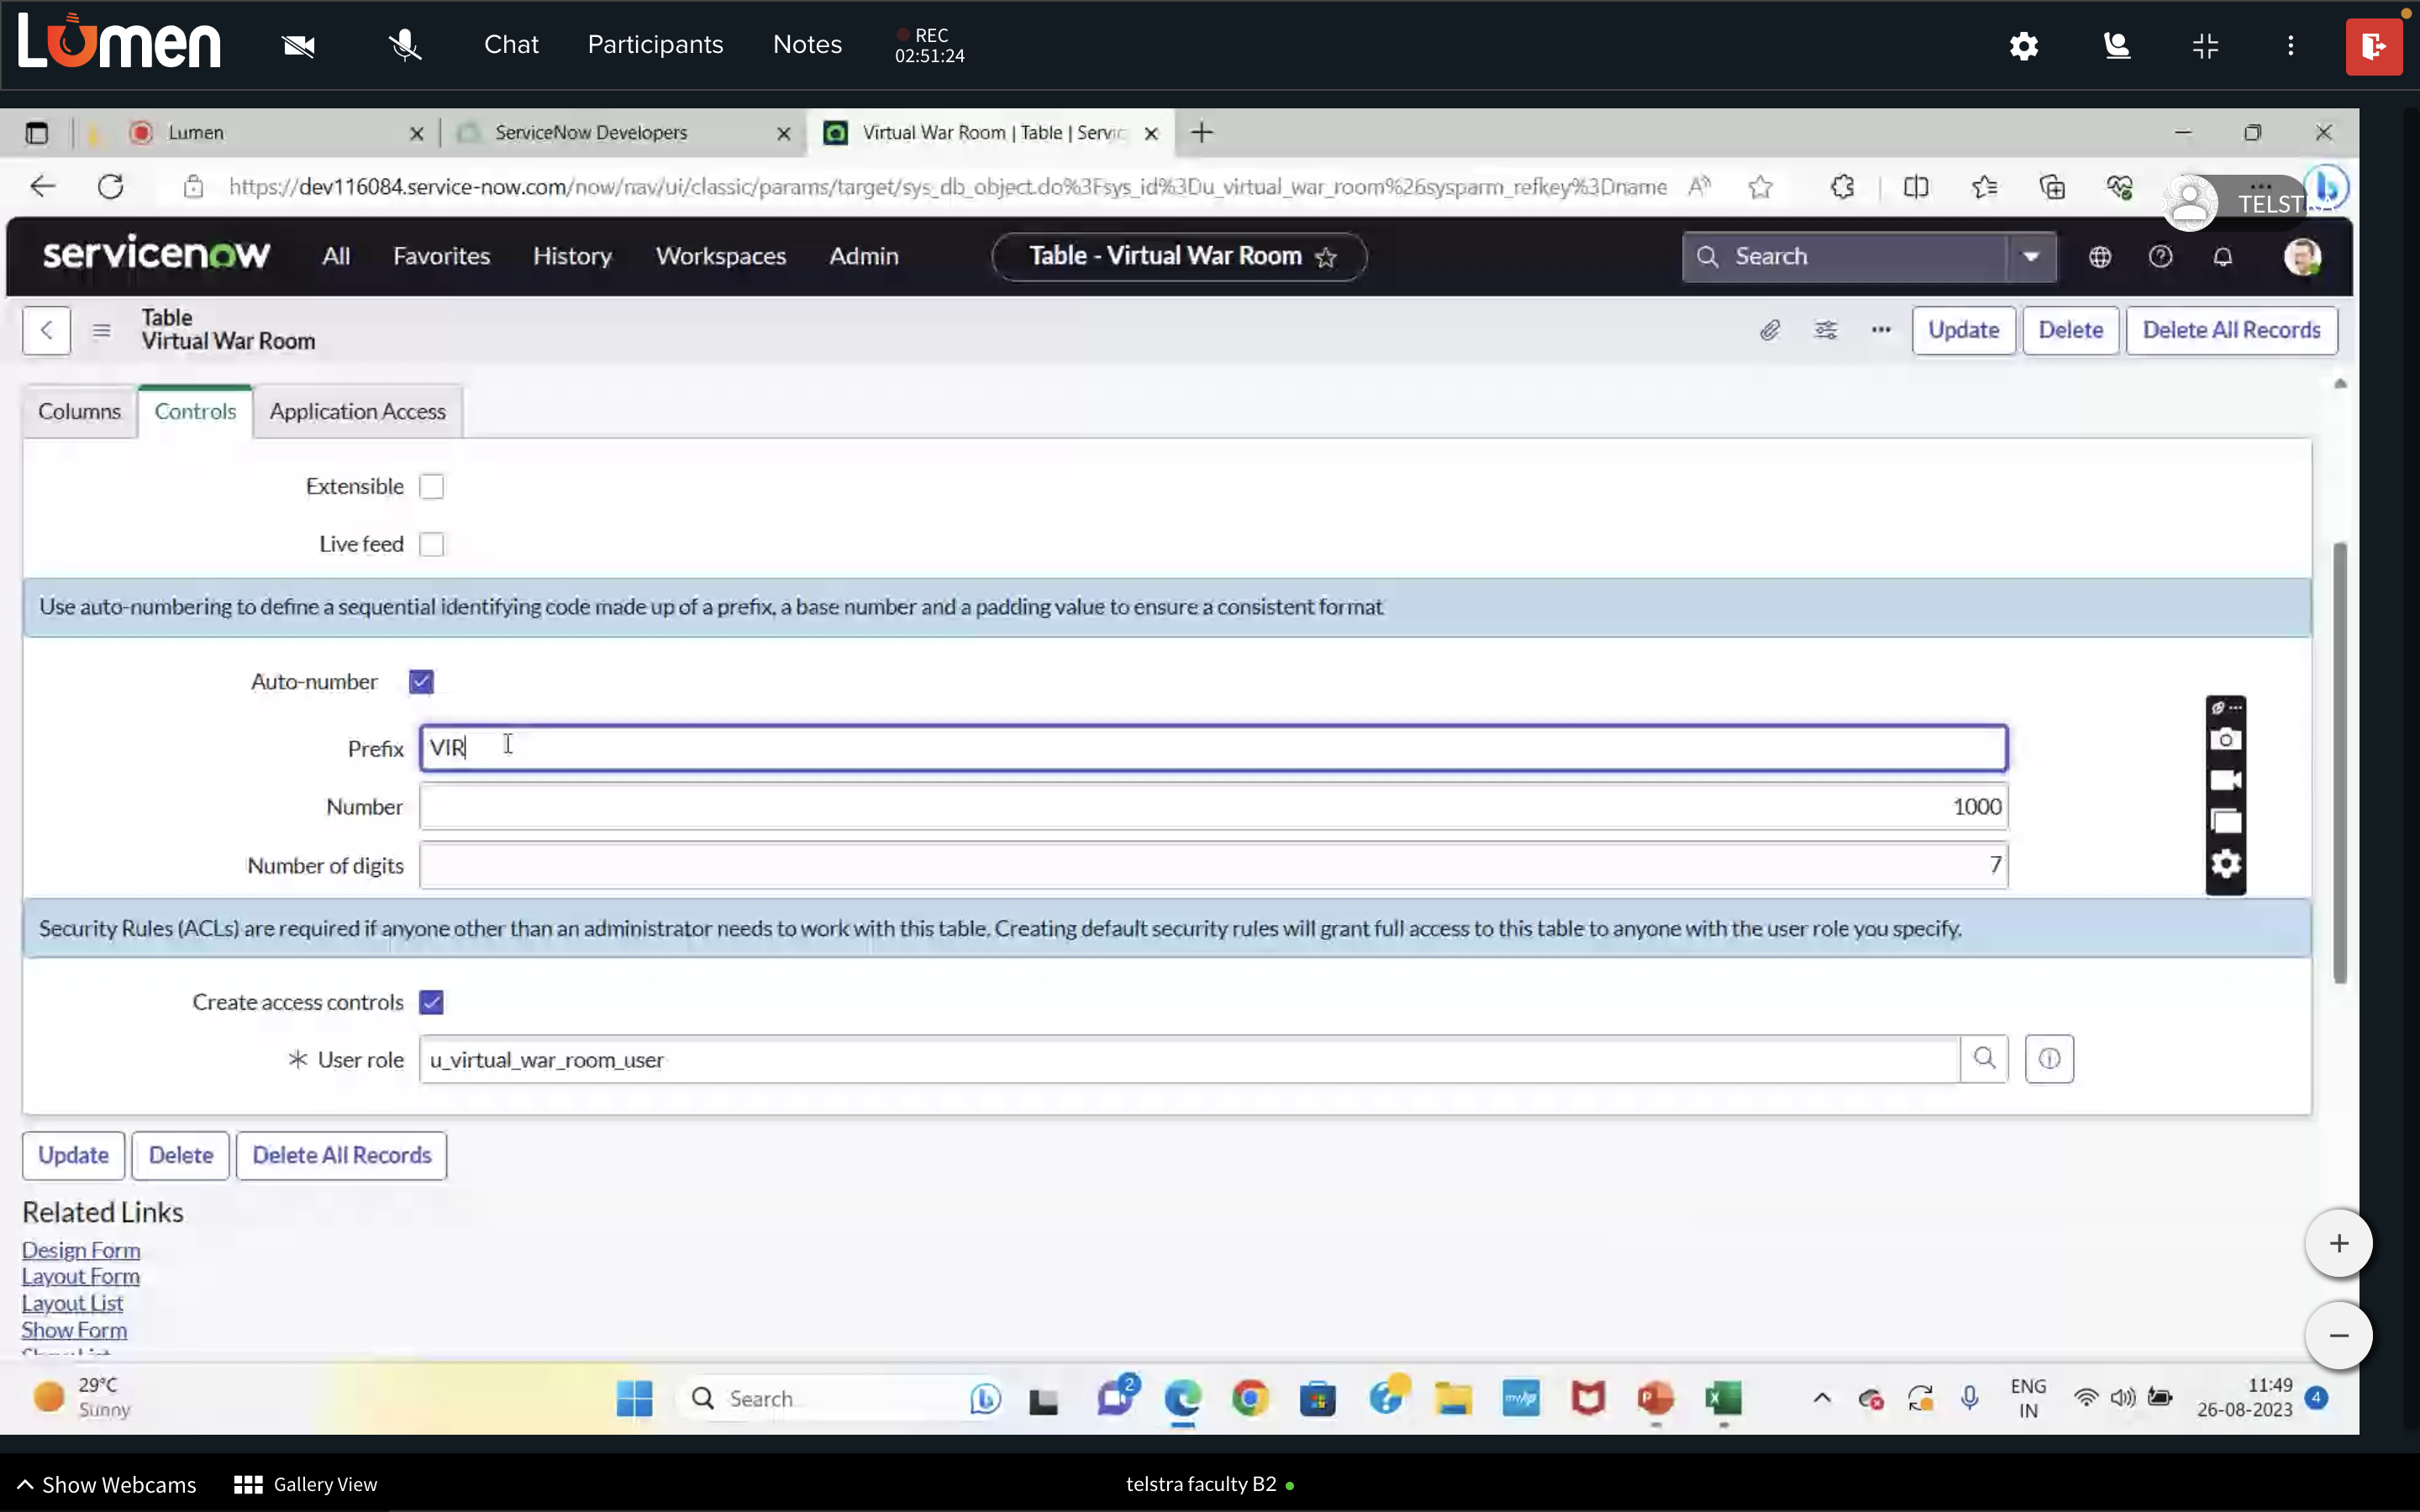 Lumen
Chat
Participants
Notes
REC
02:51:24
Lumen
ServiceNow Developers
Virtual War Room | Table | Servic
https://dev116084.service-now.com/now/nav/ui/classic/params/target/sys_db_object.do%3Fsys_id%3Du_virtual_war_room%26sysparm_refkey%3Dname
TELST
servicenow
All
Favorites
History
Workspaces
Admin
Table - Virtual War Room
Search
Table
Virtual War Room
Update
Delete
Delete All Records
Columns
Controls
Application Access
Extensible
Live feed
Use auto-numbering to define a sequential identifying code made up of a prefix, a base number and a padding value to ensure a consistent format
Auto-number
Prefix
VIR
Number
1000
Number of digits
7
Security Rules (ACLs) are required if anyone other than an administrator needs to work with this table. Creating default security rules will grant full access to this table to anyone with the user role you specify.
Create access controls
User role
u_virtual_war_room_user
Update
Delete
Delete All Records
Related Links
Design Form
Layout Form
Layout List
Show Form
29°C
Sunny
Search
2
myhp
ENG
IN
11:49
26-08-2023
4
Show Webcams
Gallery View
telstra faculty B2